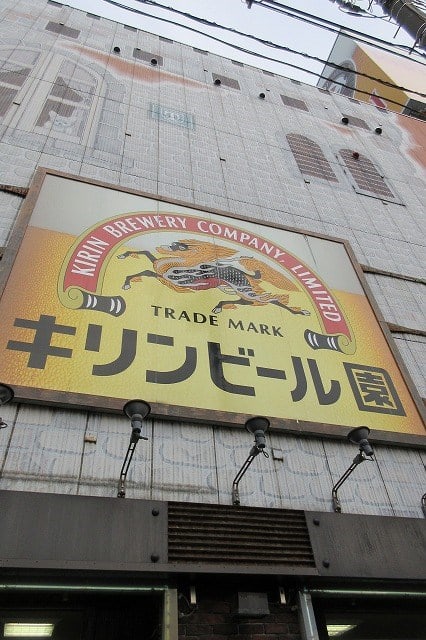 KIRIN BREWERY COMPANY, LIMITED
TRADE MARK
キリンビール園